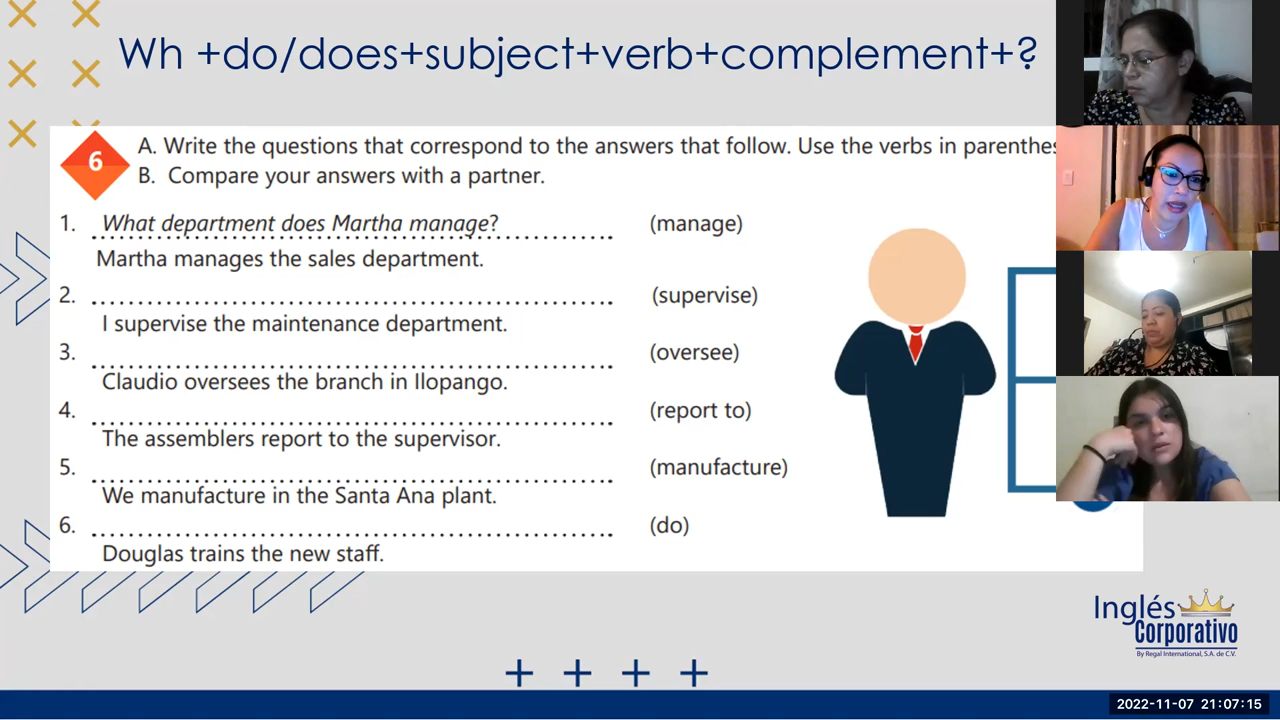 Wh +do/does+subject+verb+complement+?
6
A. Write the questions that correspond to the answers that follow. Use the verbs in parenthes
B. Compare your answers with a partner.
1. What department does Martha manage? (manage)
Martha manages the sales department.
2. (supervise)
I supervise the maintenance department.
3. (oversee)
Claudio oversees the branch in Ilopango.
4. (report to)
The assemblers report to the supervisor.
5. (manufacture)
We manufacture in the Santa Ana plant.
6. (do)
Douglas trains the new staff.
Inglés
Corporativo
By Regal International, S.A. de C.V.
2022-11-07 21:07:15